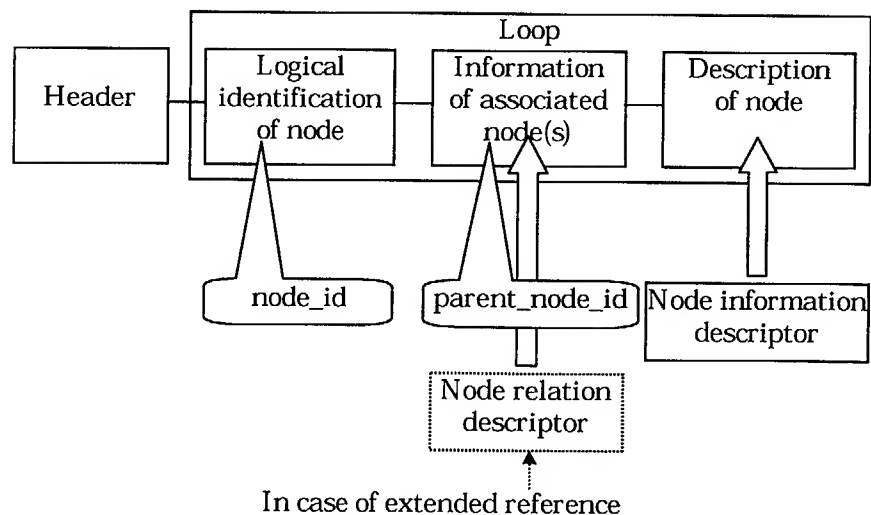 Loop
Header
Logical
identification
of node
Information
of associated
node(s)
Description
of node
node_id
parent_node_id
Node information
descriptor
Node relation
descriptor
In case of extended reference